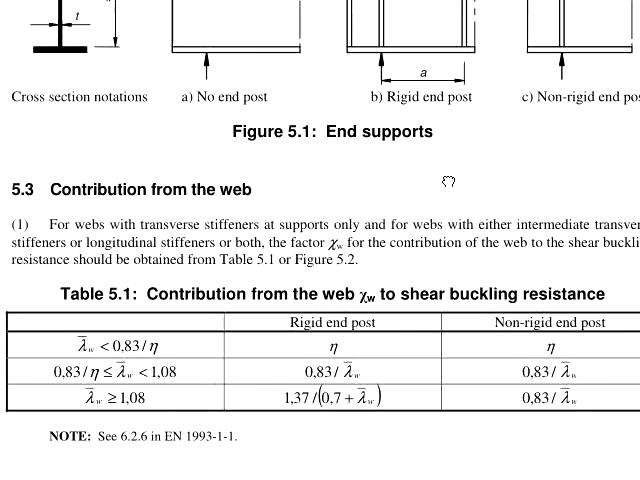 t
a
Cross section notations a) No end post b) Rigid end post c) Non-rigid end
Figure 5.1: End supports
5.3 Contribution from the web
(1) For webs with transverse stiffeners at supports only and for webs with either intermediate
stiffeners or longitudinal stiffeners or both, the factor χw for the contribution of the web to the shear
resistance should be obtained from Table 5.1 or Figure 5.2.
Table 5.1: Contribution from the web χw to shear buckling resistance
Rigid end post Non-rigid end post
λ̄w < 0,83/η η η
0,83/η ≤ λ̄w < 1,08 0,83/λ̄w 0,83/λ̄w
λ̄w ≥ 1,08 1,37/(0,7 + λ̄w) 0,83/λ̄w
NOTE: See 6.2.6 in EN 1993-1-1.